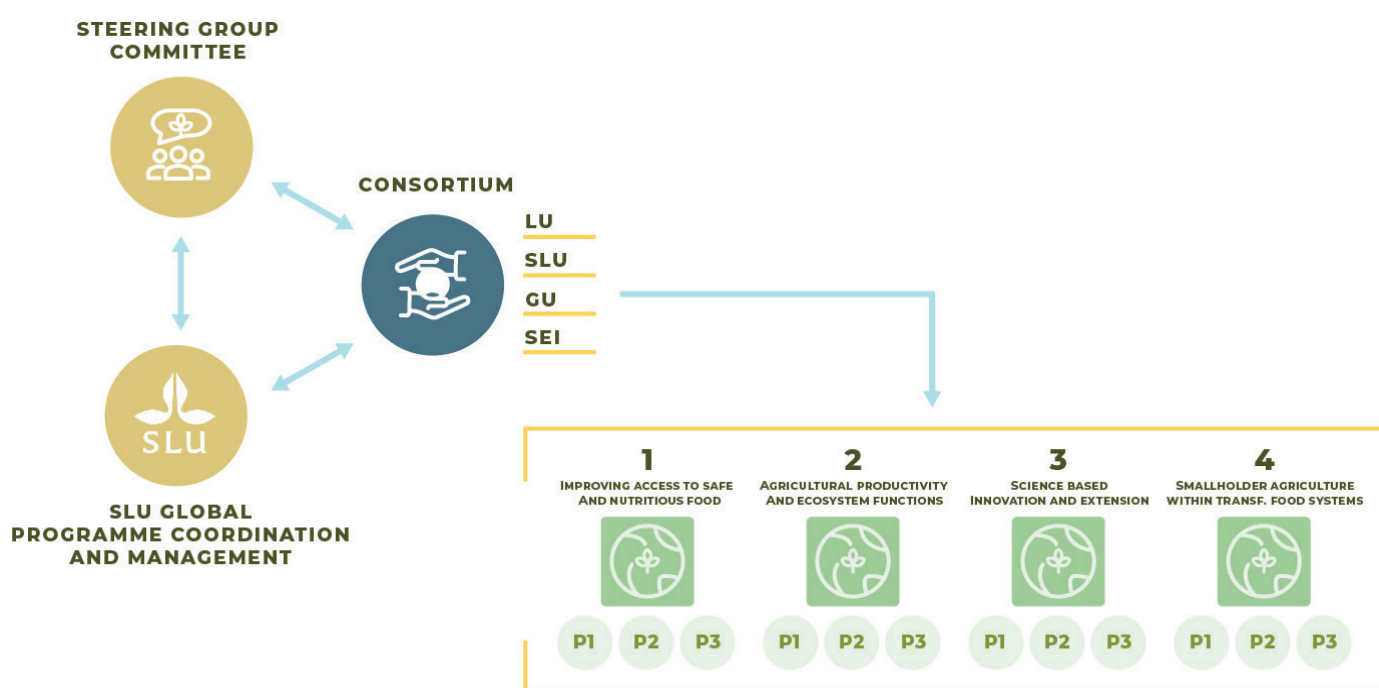 STEERING GROUP
COMMITTEE
CONSORTIUM
LU
SLU
GU
SEI
SLU
SLU GLOBAL
PROGRAMME COORDINATION
AND MANAGEMENT
1
IMPROVING ACCESS TO SAFE
AND NUTRITIOUS FOOD
P1 P2 P3
2
AGRICULTURAL PRODUCTIVITY
AND ECOSYSTEM FUNCTIONS
P1 P2 P3
3
SCIENCE BASED
INNOVATION AND EXTENSION
P1 P2 P3
4
SMALLHOLDER AGRICULTURE
WITHIN TRANSF. FOOD SYSTEMS
P1 P2 P3